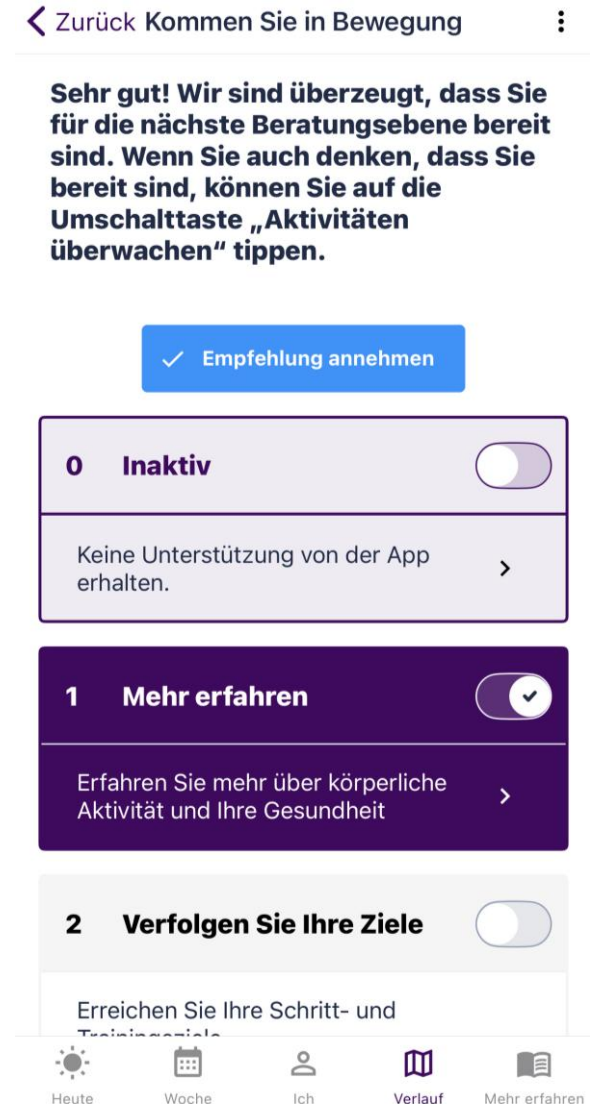 Zurück Kommen Sie in Bewegung
Sehr gut! Wir sind überzeugt, dass Sie
für die nächste Beratungsebene bereit
sind. Wenn Sie auch denken, dass Sie
bereit sind, können Sie auf die
Umschalttaste „Aktivitäten
überwachen“ tippen.
Empfehlung annehmen
0 Inaktiv
Keine Unterstützung von der App
erhalten.
1 Mehr erfahren
Erfahren Sie mehr über körperliche
Aktivität und Ihre Gesundheit
2 Verfolgen Sie Ihre Ziele
Erreichen Sie Ihre Schritt- und
Trainingsziele
Heute Woche Ich Verlauf Mehr erfahren